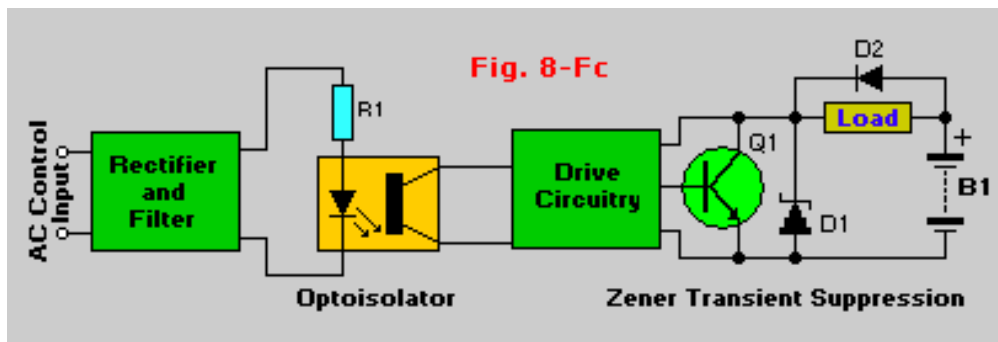 Fig. 8-Fc
D2
R1
Load
Q1
+
AC Control
Input
Rectifier
and
Filter
Drive
Circuitry
B1
D1
Optoisolator
Zener Transient Suppression